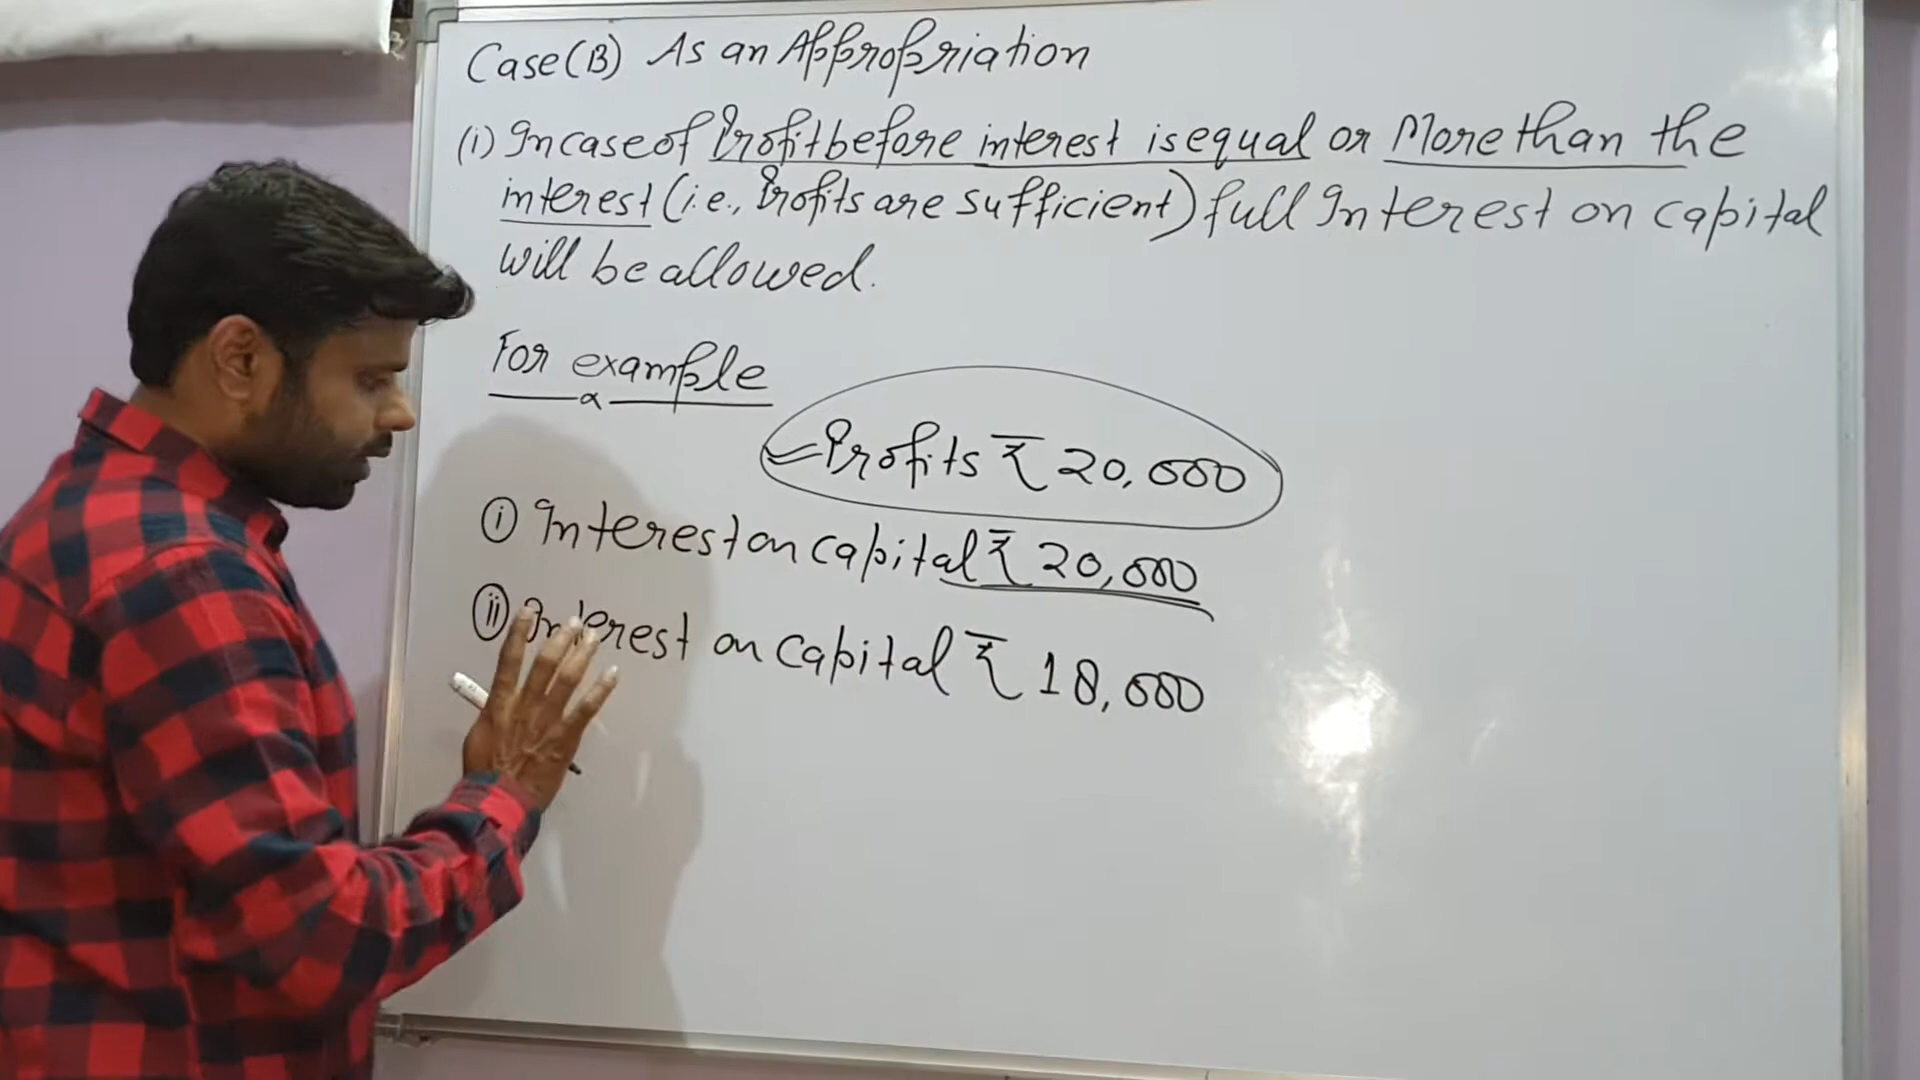 Case (B) As an Appropriation
(i) In case of Profit before interest is equal or More than the
interest (i.e., Profits are sufficient) full Interest on capital
will be allowed.
For example
Profits ₹ 20,000
(i) Interest on capital ₹ 20,000
(ii) Interest on capital ₹ 18,000